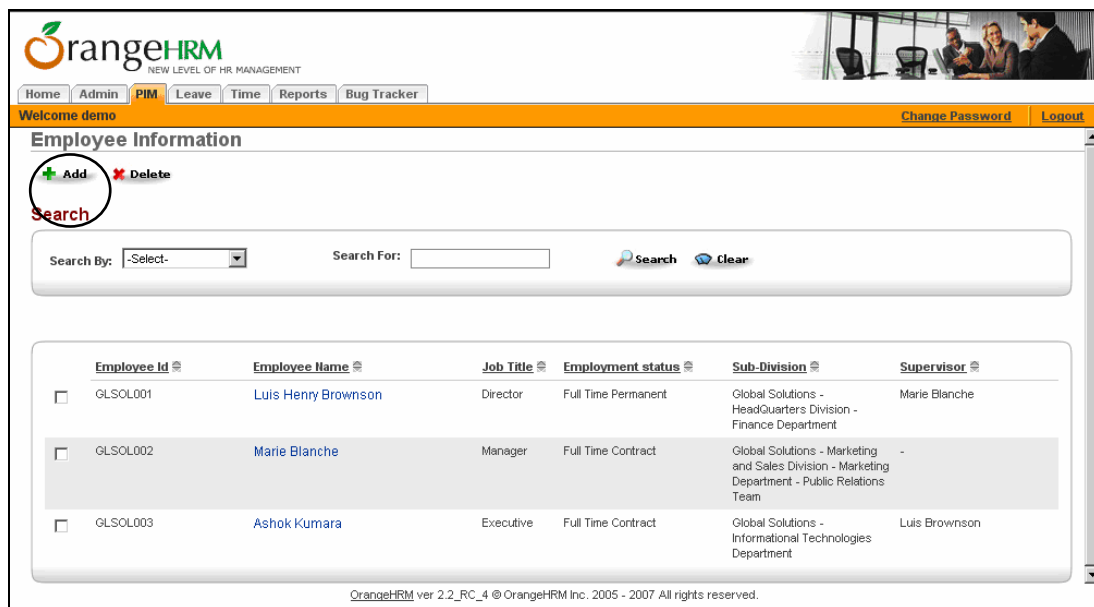 OrangeHRM
NEW LEVEL OF HR MANAGEMENT
Home Admin PIM Leave Time Reports Bug Tracker
Welcome demo Change Password Logout
Employee Information
Add Delete
Search
Search By: -Select- Search For: Search Clear
Employee Id Employee Name Job Title Employment status Sub-Division Supervisor
GLSOL001 Luis Henry Brownson Director Full Time Permanent Global Solutions - Marie Blanche
HeadQuarters Division -
Finance Department
GLSOL002 Marie Blanche Manager Full Time Contract Global Solutions - Marketing -
and Sales Division - Marketing
Department - Public Relations
Team
GLSOL003 Ashok Kumara Executive Full Time Contract Global Solutions - Luis Brownson
Informational Technologies
Department
OrangeHRM ver 2.2_RC_4 © OrangeHRM Inc. 2005 - 2007 All rights reserved.